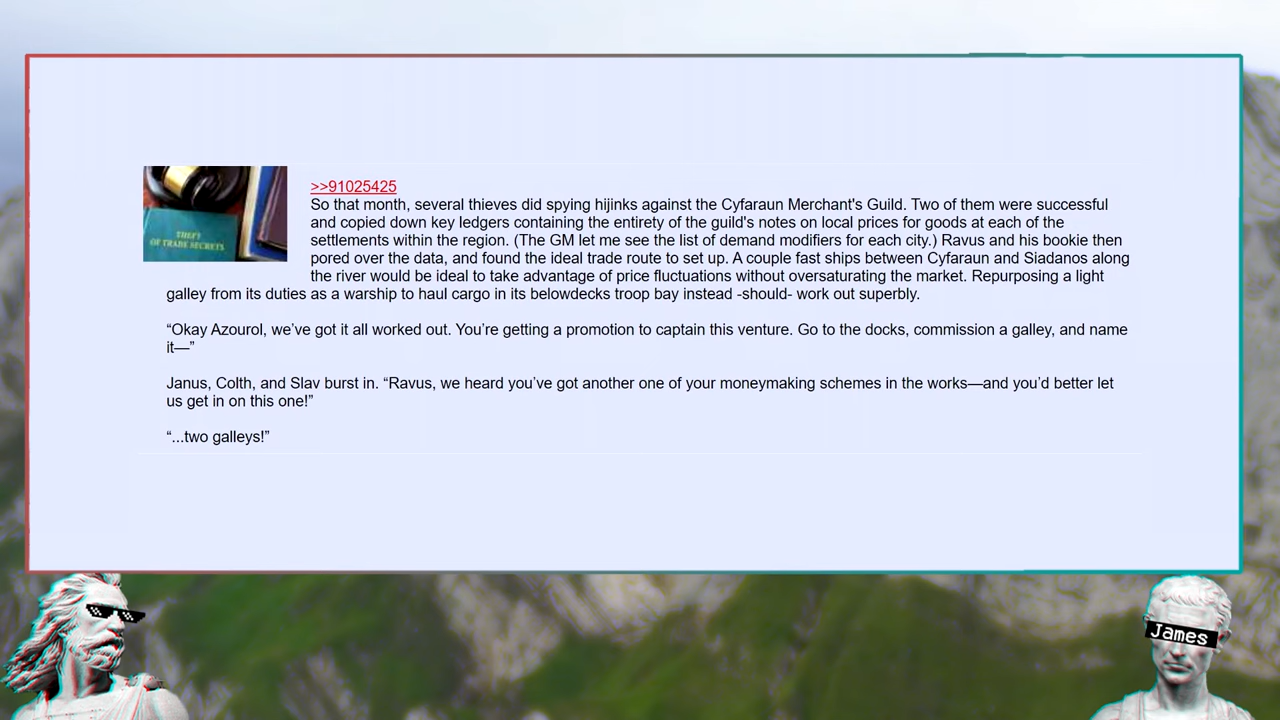 >>91025425
So that month, several thieves did spying hijinks against the Cyfaraun Merchant's Guild. Two of them were successful
and copied down key ledgers containing the entirety of the guild's notes on local prices for goods at each of the
settlements within the region. (The GM let me see the list of demand modifiers for each city.) Ravus and his bookie then
pored over the data, and found the ideal trade route to set up. A couple fast ships between Cyfaraun and Siadanos along
the river would be ideal to take advantage of price fluctuations without oversaturating the market. Repurposing a light
galley from its duties as a warship to haul cargo in its belowdecks troop bay instead -should- work out superbly.
“Okay Azourol, we’ve got it all worked out. You’re getting a promotion to captain this venture. Go to the docks, commission a galley, and name
it—”
Janus, Colth, and Slav burst in. “Ravus, we heard you’ve got another one of your moneymaking schemes in the works—and you’d better let
us get in on this one!”
“...two galleys!”
THEFT
OF TRADE SECRETS
James